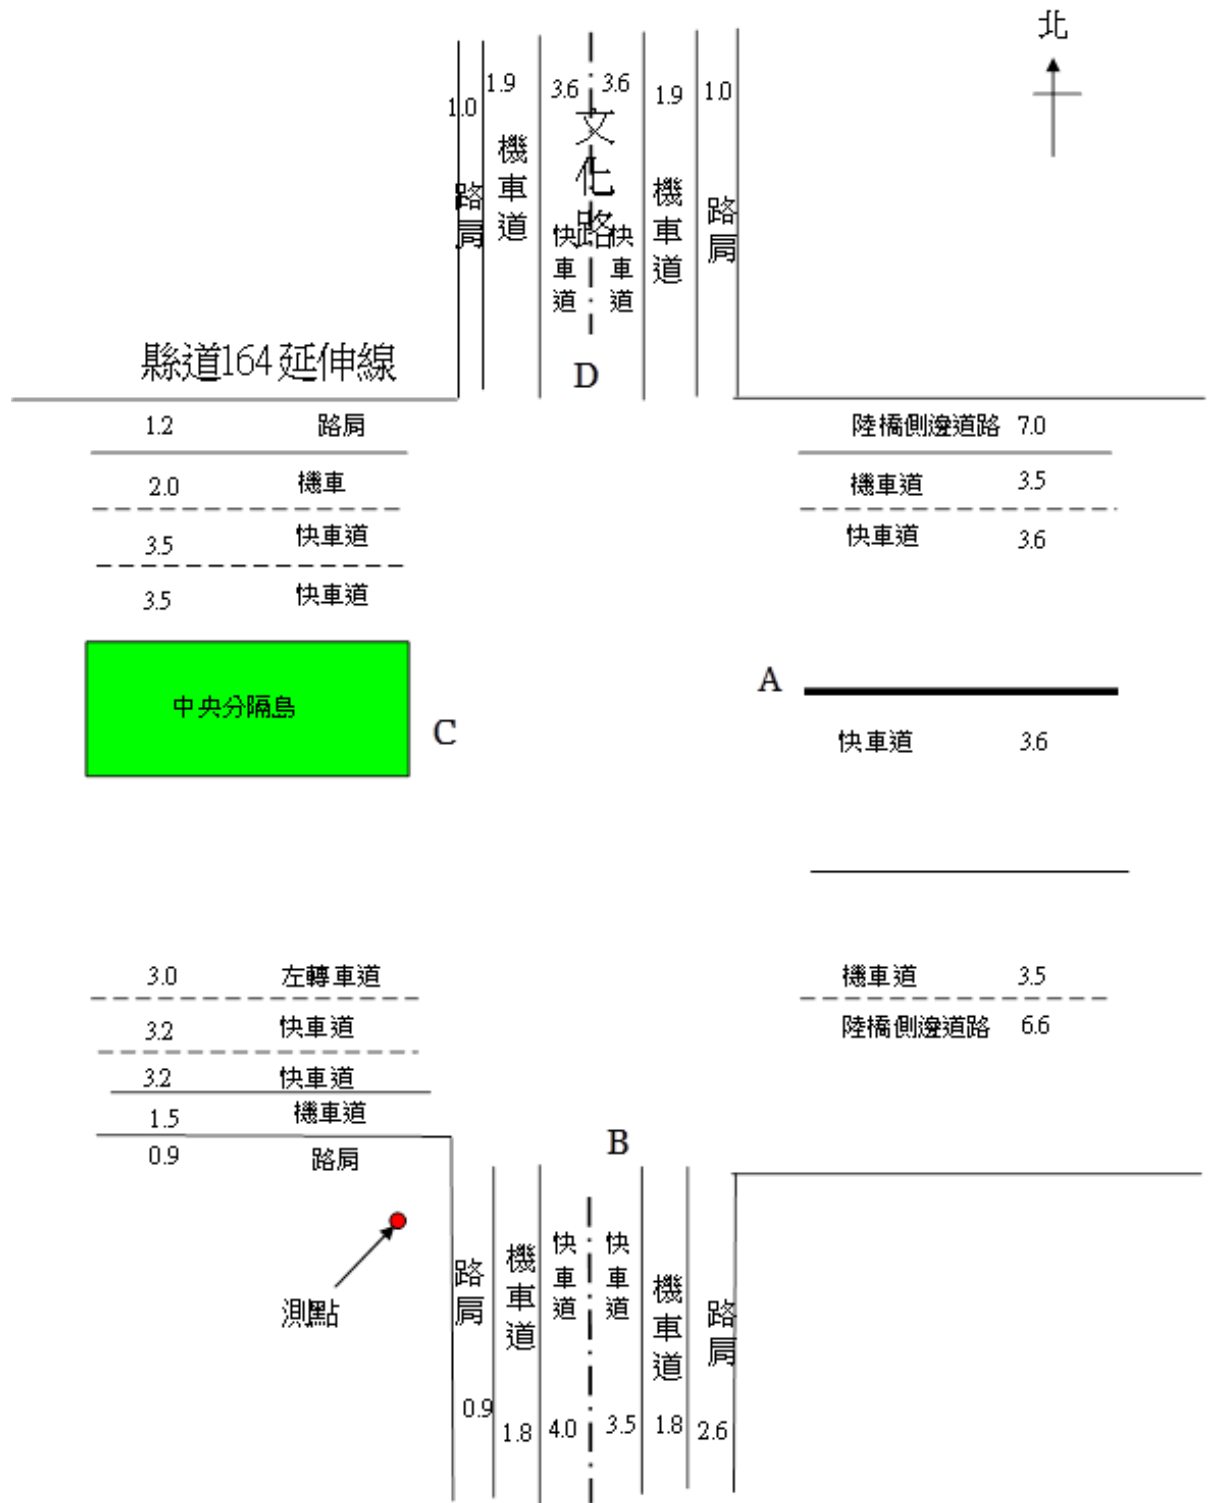 北
1.0
1.9
3.6
3.6
1.9
1.0
路肩
機車道
快車道
文化路
快車道
機車道
路肩
縣道164延伸線
D
1.2 路肩
2.0 機車
3.5 快車道
3.5 快車道
中央分隔島
C
陸橋側邊道路 7.0
機車道 3.5
快車道 3.6
A
快車道 3.6
機車道 3.5
陸橋側邊道路 6.6
3.0 左轉車道
3.2 快車道
3.2 快車道
1.5 機車道
0.9 路肩
B
測點
路肩
機車道
快車道
快車道
機車道
路肩
0.9
1.8
4.0
3.5
1.8
2.6